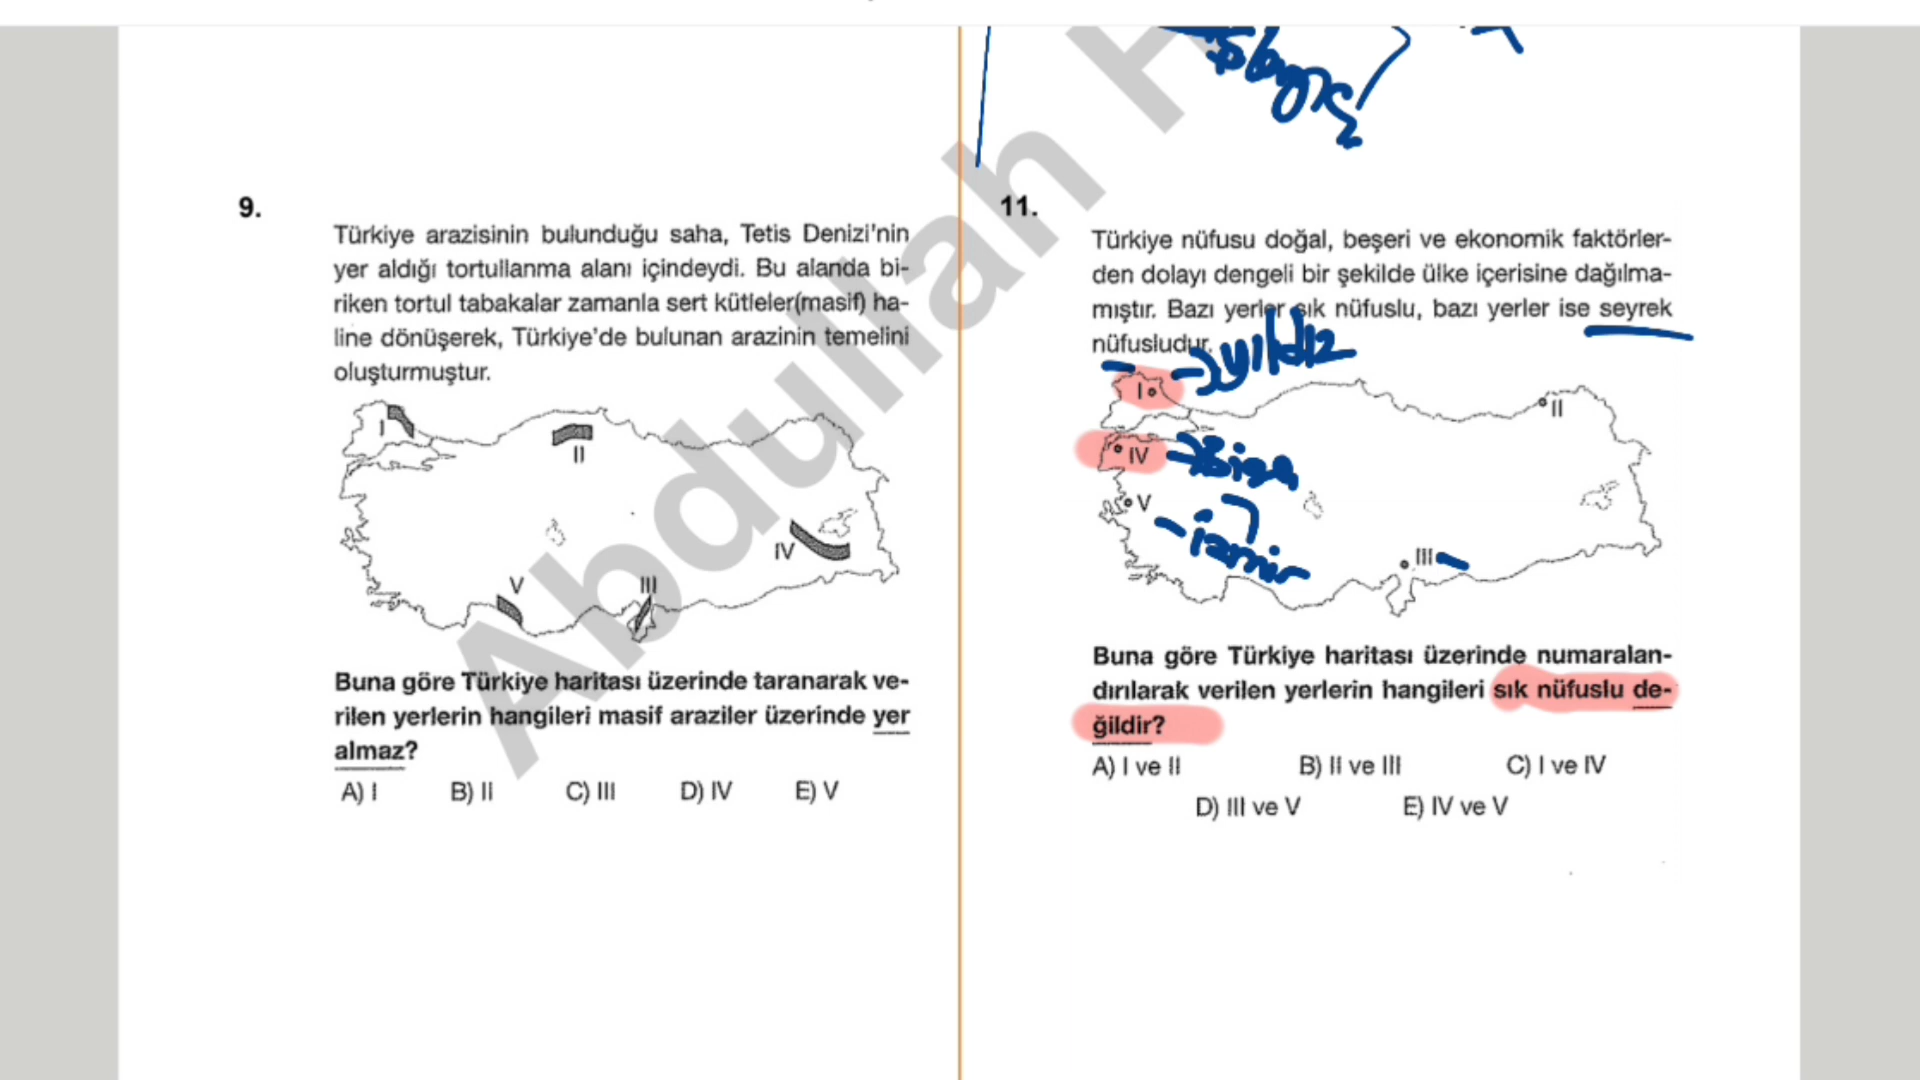 9.
Türkiye arazisinin bulunduğu saha, Tetis Denizi'nin
yer aldığı tortullanma alanı içindeydi. Bu alanda bi-
riken tortul tabakalar zamanla sert kütleler(masif) ha-
line dönüşerek, Türkiye'de bulunan arazinin temelini
oluşturmuştur.
I
II
IV
V
III
Buna göre Türkiye haritası üzerinde taranarak ve-
rilen yerlerin hangileri masif araziler üzerinde yer
almaz?
A) I B) II C) III D) IV E) V
Abdullah
11.
Türkiye nüfusu doğal, beşeri ve ekonomik faktörler-
den dolayı dengeli bir şekilde ülke içerisine dağılma-
mıştır. Bazı yerler sık nüfuslu, bazı yerler ise seyrek
nüfusludur.
yıldız
I
II
IV
Biga
V
izmir
III
Buna göre Türkiye haritası üzerinde numaralan-
dırılarak verilen yerlerin hangileri sık nüfuslu de-
ğildir?
A) I ve II B) II ve III C) I ve IV
D) III ve V E) IV ve V